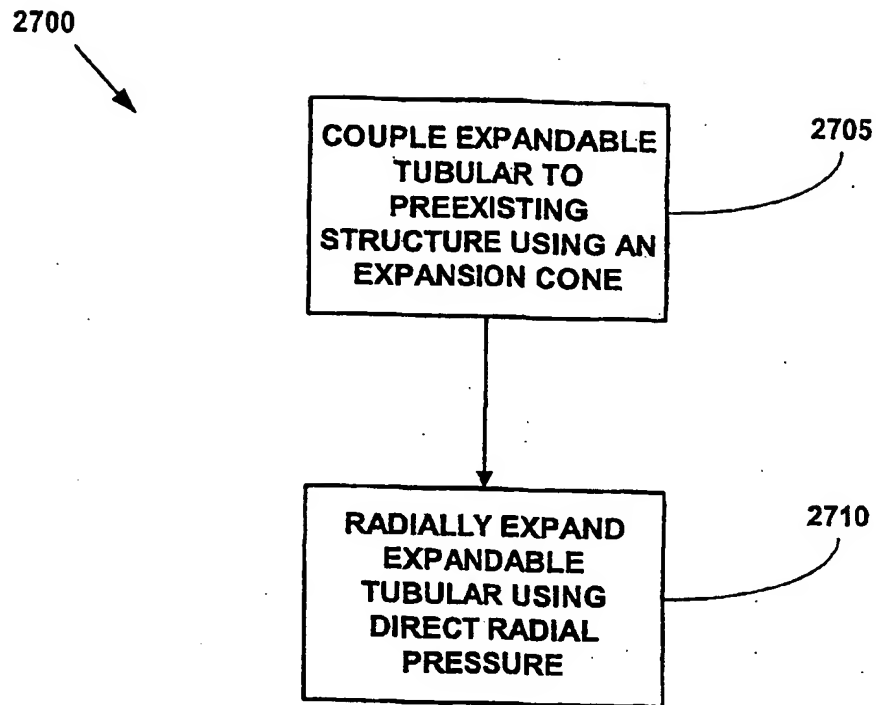 2700
COUPLE EXPANDABLE
TUBULAR TO
PREEXISTING
STRUCTURE USING AN
EXPANSION CONE
2705
RADIALLY EXPAND
EXPANDABLE
TUBULAR USING
DIRECT RADIAL
PRESSURE
2710